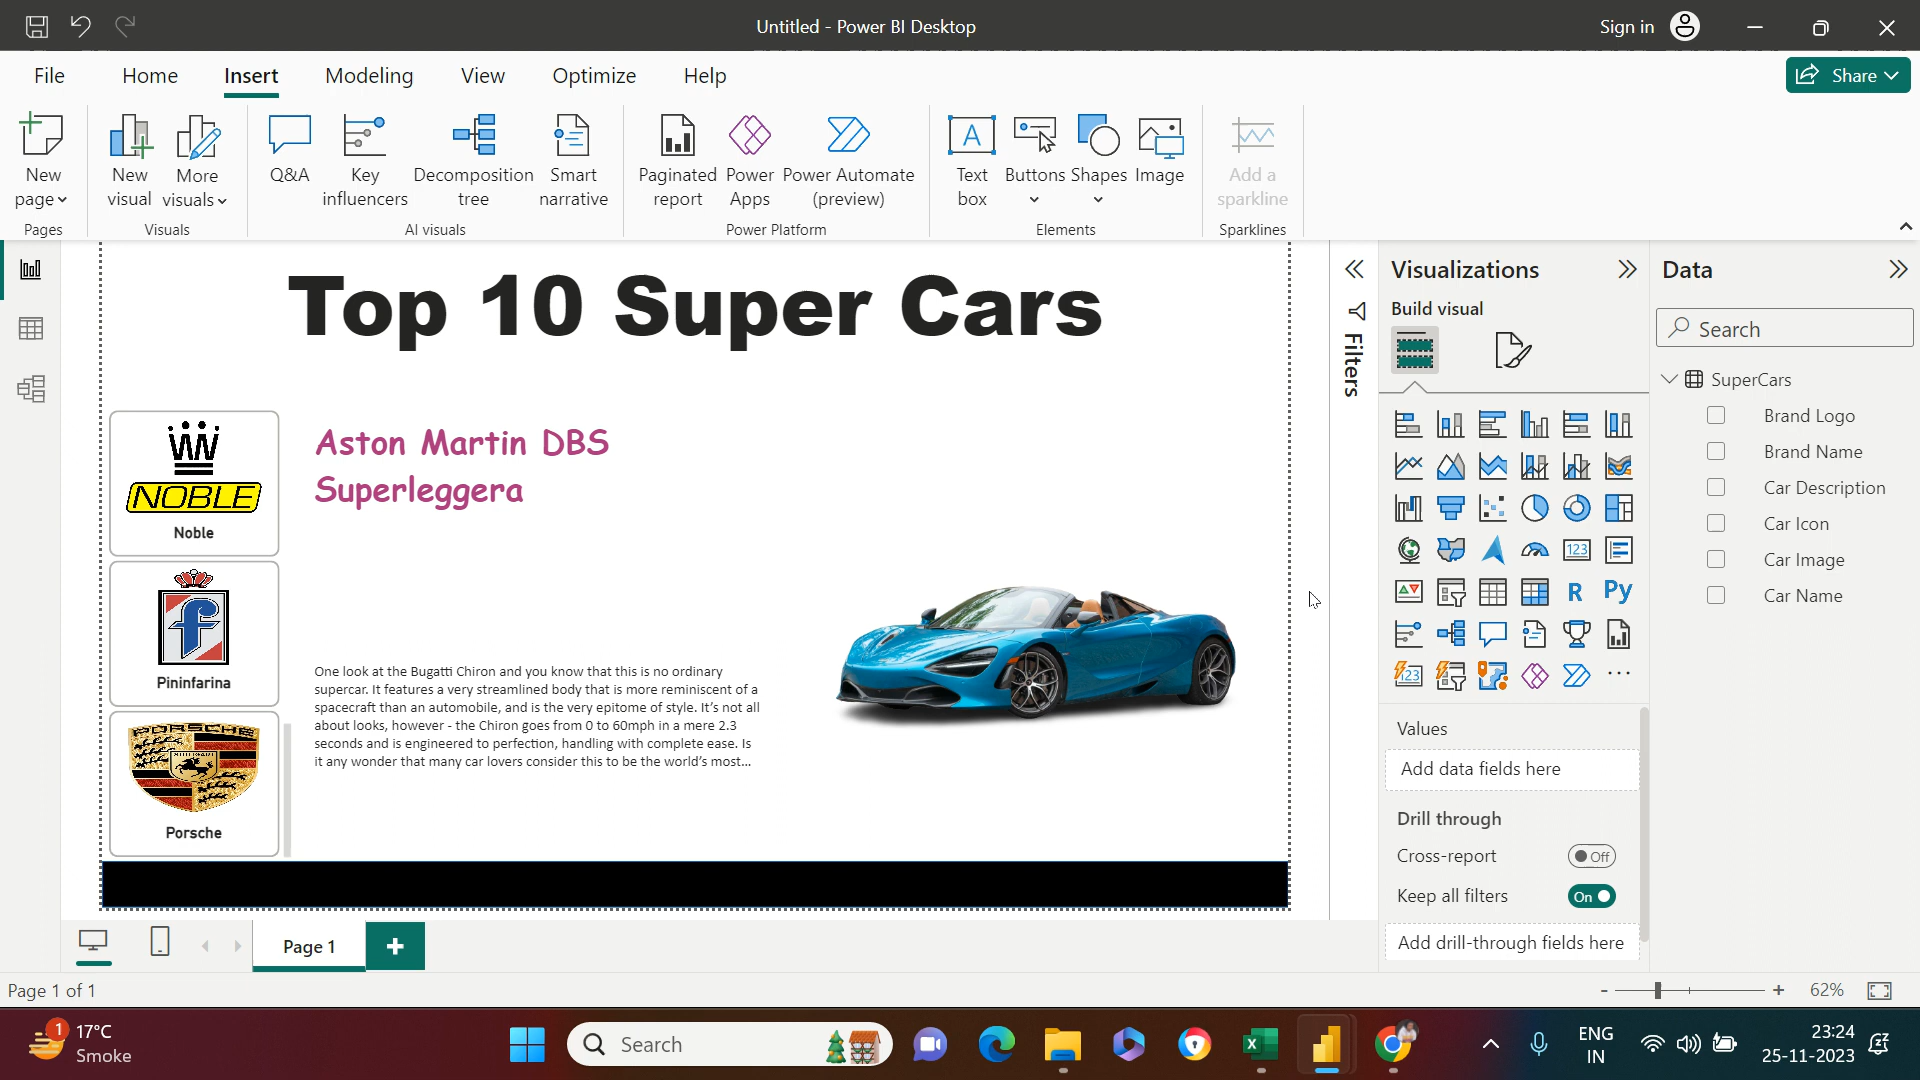 Untitled - Power BI Desktop
Sign in
File
Home
Insert
Modeling
View
Optimize
Help
Share
New page
New visual
More visuals
Q&A
Key influencers
Decomposition tree
Smart narrative
Paginated report
Power Apps
Power Automate (preview)
Text box
Buttons
Shapes
Image
Add a sparkline
Pages
Visuals
AI visuals
Power Platform
Elements
Sparklines
Top 10 Super Cars
NOBLE
Noble
Pininfarina
PORSCHE
Porsche
Aston Martin DBS
Superleggera
One look at the Bugatti Chiron and you know that this is no ordinary
supercar. It features a very streamlined body that is more reminiscent of a
spacecraft than an automobile, and is the very epitome of style. It's not all
about looks, however - the Chiron goes from 0 to 60mph in a mere 2.3
seconds and is engineered to perfection, handling with complete ease. Is
it any wonder that many car lovers consider this to be the world's most...
Filters
Visualizations
Build visual
123
R
Py
123
Values
Add data fields here
Drill through
Cross-report
Off
Keep all filters
On
Add drill-through fields here
Data
Search
SuperCars
Brand Logo
Brand Name
Car Description
Car Icon
Car Image
Car Name
Page 1
Page 1 of 1
- + 62%
1
17°C
Smoke
Search
ENG
IN
23:24
25-11-2023